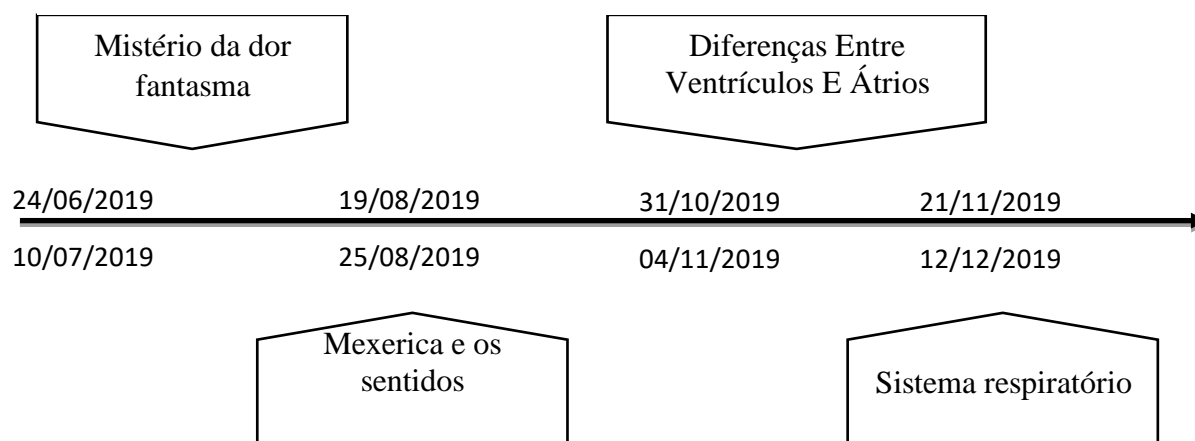 Mistério da dor
fantasma
Diferenças Entre
Ventrículos E Átrios
24/06/2019 19/08/2019 31/10/2019 21/11/2019
10/07/2019 25/08/2019 04/11/2019 12/12/2019
Mexerica e os
sentidos
Sistema respiratório